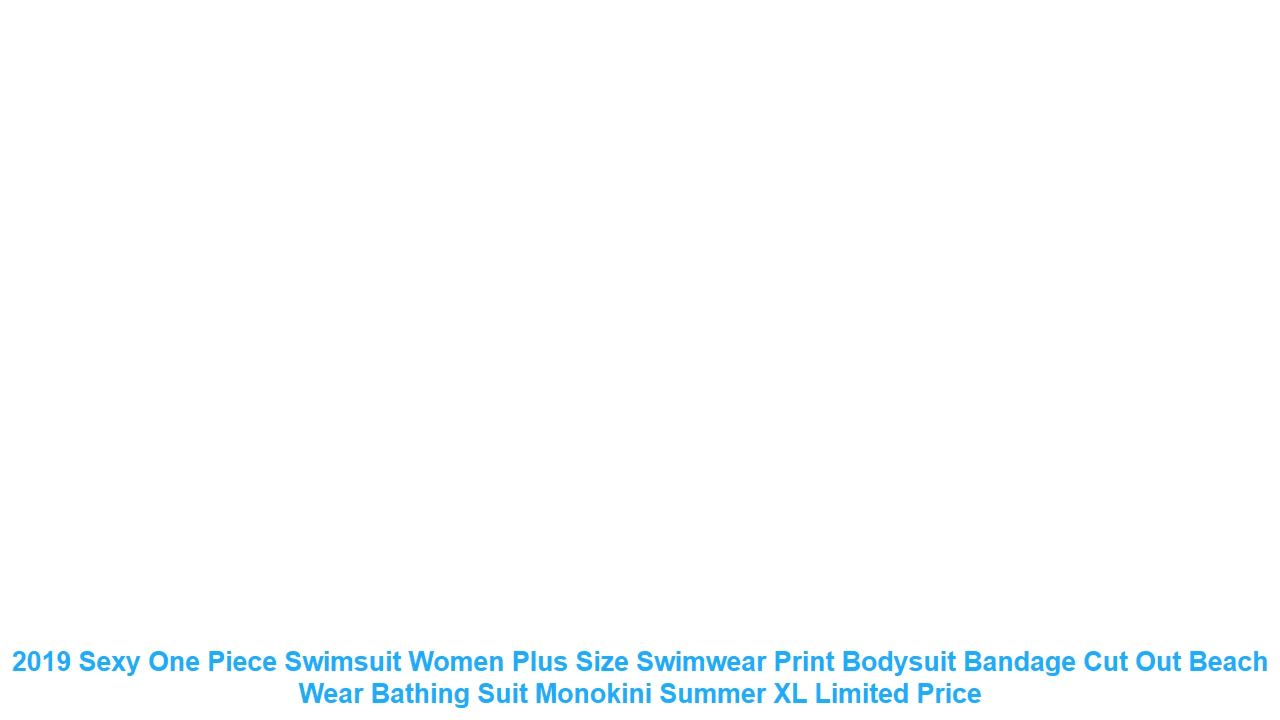 2019 Sexy One Piece Swimsuit Women Plus Size Swimwear Print Bodysuit Bandage Cut Out Beach
Wear Bathing Suit Monokini Summer XL Limited Price